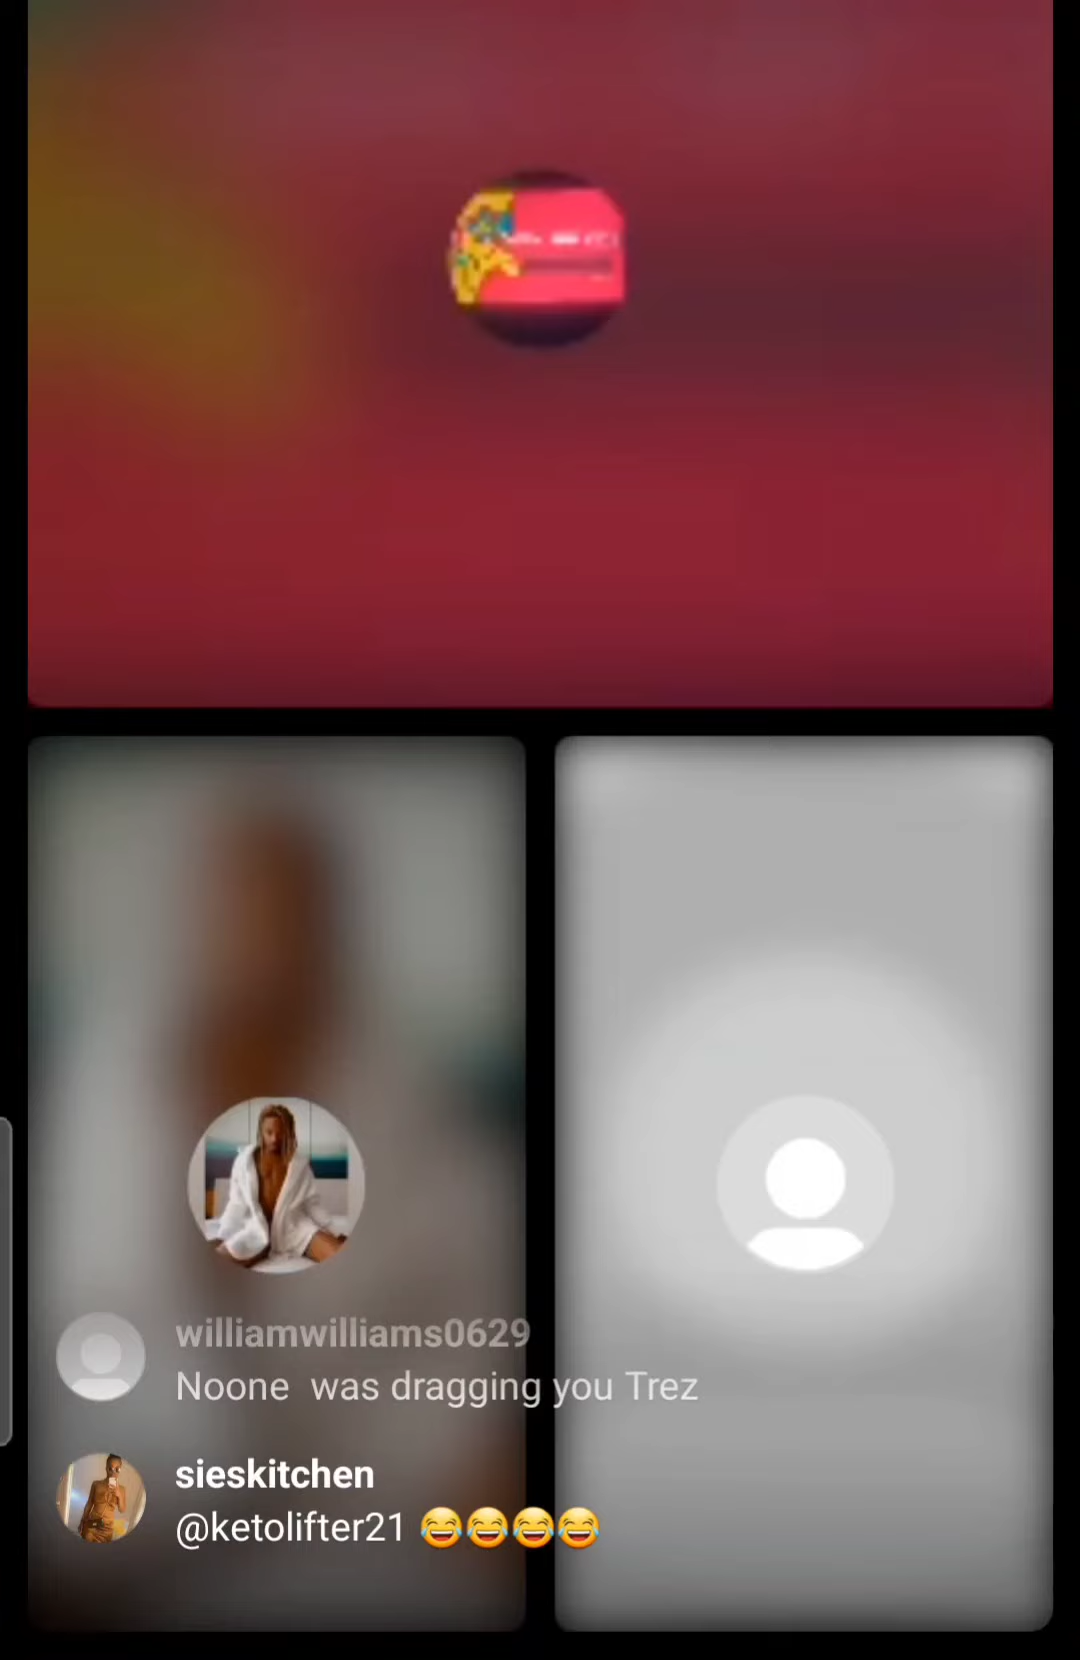 williamwilliams0629
Noone  was dragging you Trez
sieskitchen
@ketolifter21 😂😂😂😂